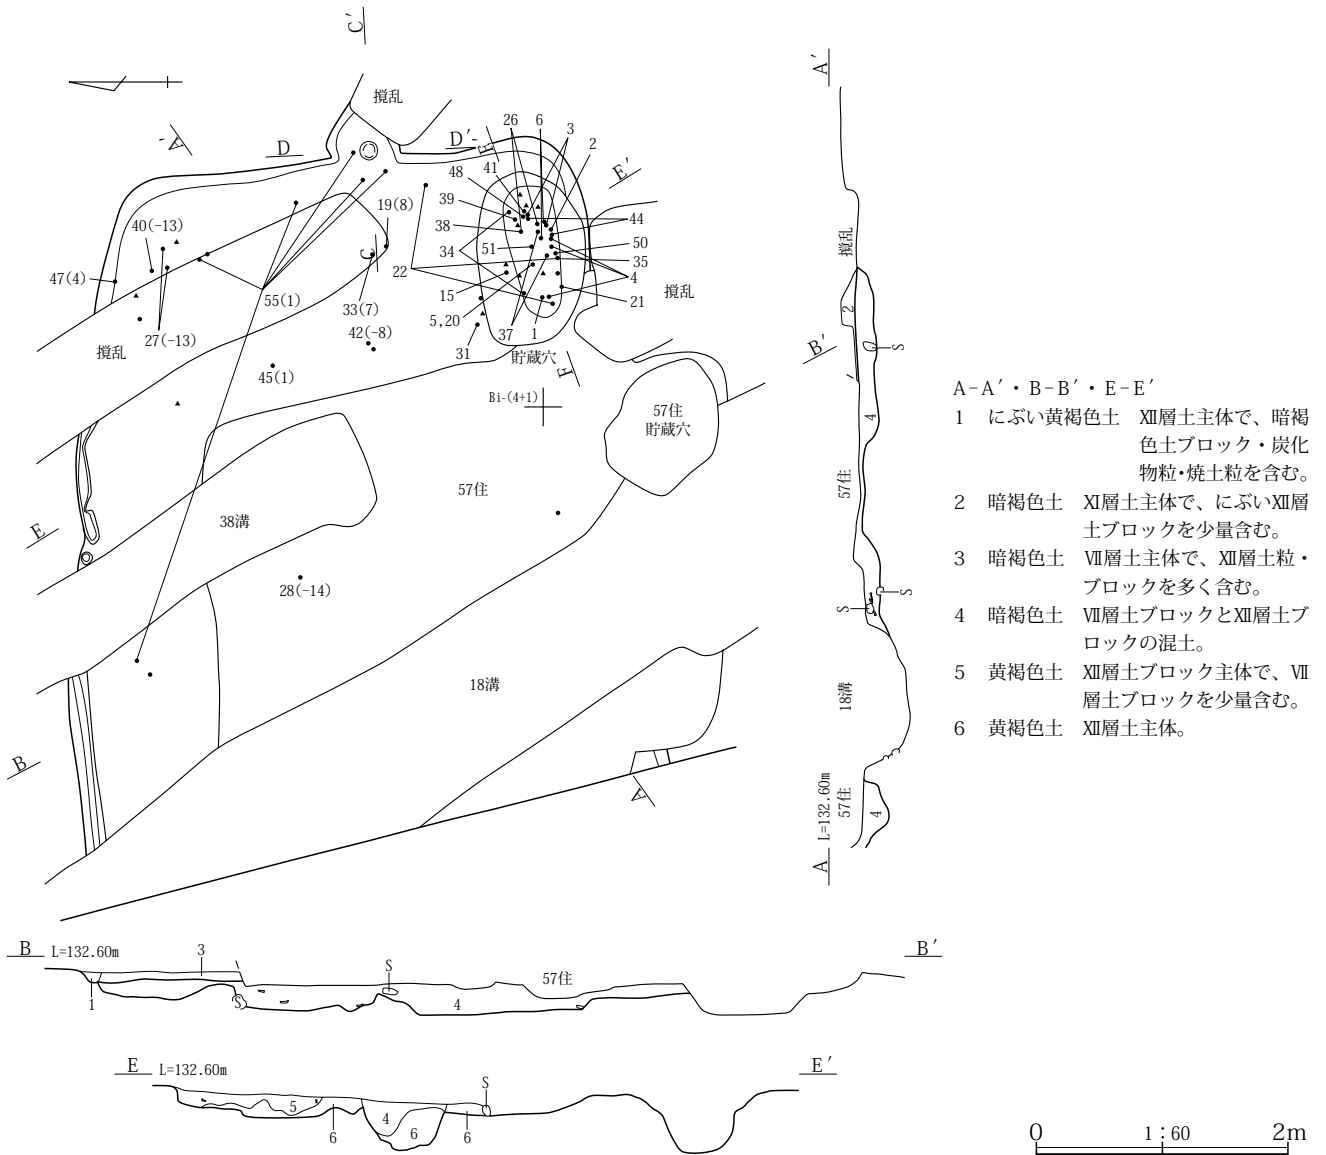 C′
撹乱
A′
D
D′
F′
E′
26
6
3
2
48
41
39
38
34
51
22
15
5,20
31
37
1
44
50
35
4
21
19(8)
C
40(-13)
47(4)
27(-13)
撹乱
55(1)
33(7)
42(-8)
45(1)
貯蔵穴
F
撹乱
Bi-(4+1)
57住
貯蔵穴
57住
38溝
28(-14)
18溝
E
B
A
B′
A′
撹乱
2
S
4
57住
S
S
18溝
57住
4
L=132.60m
A
A-A′・B-B′・E-E′
1 にぶい黄褐色土 Ⅻ層土主体で、暗褐
色土ブロック・炭化
物粒・焼土粒を含む。
2 暗褐色土 Ⅺ層土主体で、にぶいⅫ層
土ブロックを少量含む。
3 暗褐色土 Ⅶ層土主体で、Ⅻ層土粒・
ブロックを多く含む。
4 暗褐色土 Ⅶ層土ブロックとⅫ層土ブ
ロックの混土。
5 黄褐色土 Ⅻ層土ブロック主体で、Ⅶ
層土ブロックを少量含む。
6 黄褐色土 Ⅻ層土主体。
B L=132.60m
B′
3
1
S
S
57住
4
E L=132.60m
E′
5
6
4
6
6
S
0 1：60 2m